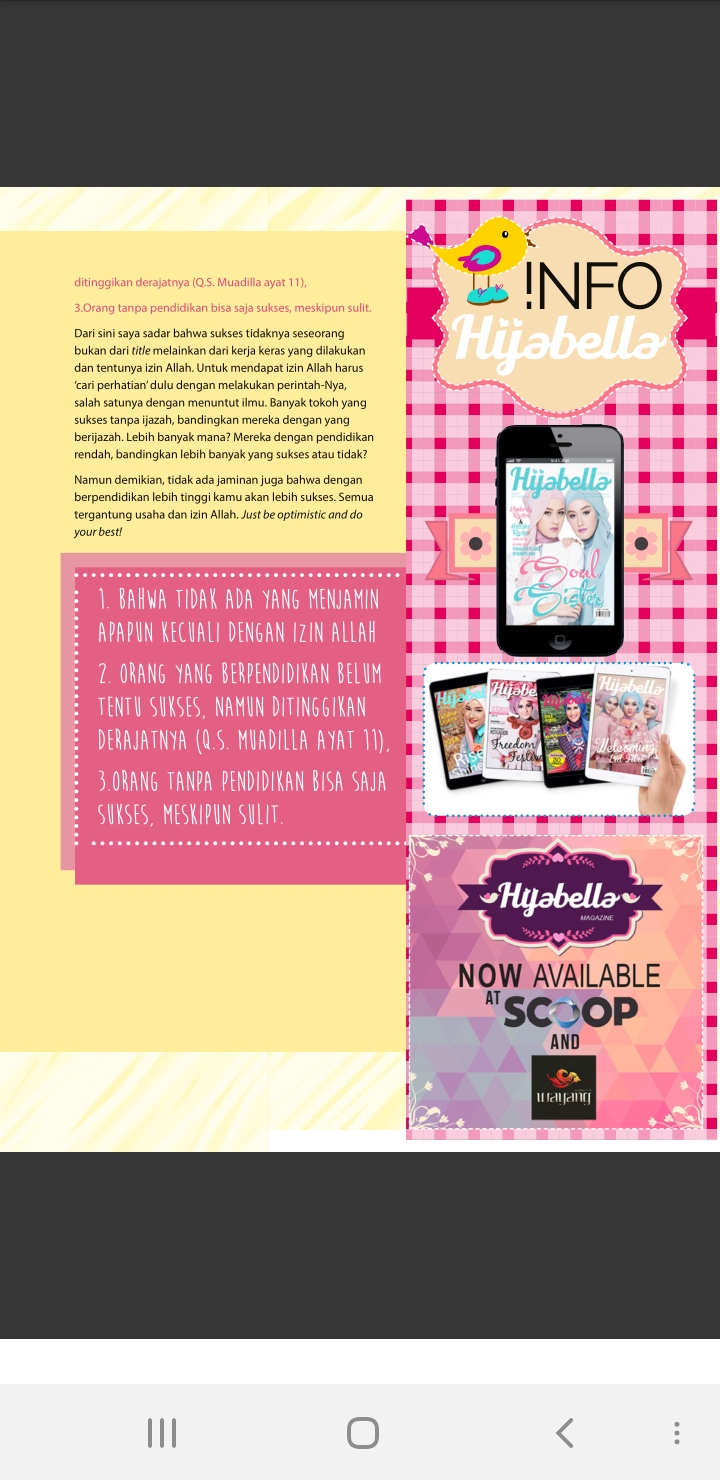 ditinggikan derajatnya (Q.S. Muadilla ayat 11),
3.Orang tanpa pendidikan bisa saja sukses, meskipun sulit.
Dari sini saya sadar bahwa sukses tidaknya seseorang
bukan dari title melainkan dari kerja keras yang dilakukan
dan tentunya izin Allah. Untuk mendapat izin Allah harus
‘cari perhatian’ dulu dengan melakukan perintah-Nya,
salah satunya dengan menuntut ilmu. Banyak tokoh yang
sukses tanpa ijazah, bandingkan mereka dengan yang
berijazah. Lebih banyak mana? Mereka dengan pendidikan
rendah, bandingkan lebih banyak yang sukses atau tidak?
Namun demikian, tidak ada jaminan juga bahwa dengan
berpendidikan lebih tinggi kamu akan lebih sukses. Semua
tergantung usaha dan izin Allah. Just be optimistic and do
your best!
1. BAHWA TIDAK ADA YANG MENJAMIN
APAPUN KECUALI DENGAN IZIN ALLAH
2. ORANG YANG BERPENDIDIKAN BELUM
TENTU SUKSES, NAMUN DITINGGIKAN
DERAJATNYA (Q.S. MUADILLA AYAT 11),
3.ORANG TANPA PENDIDIKAN BISA SAJA
SUKSES, MESKIPUN SULIT.
!NFO
Hijabella
Hijabella
Soul
Sister
Hijabella
Freedom
Hijabella
Welcoming
Hijabella
MAGAZINE
NOW AVAILABLE
AT SCOOP
AND
wayang